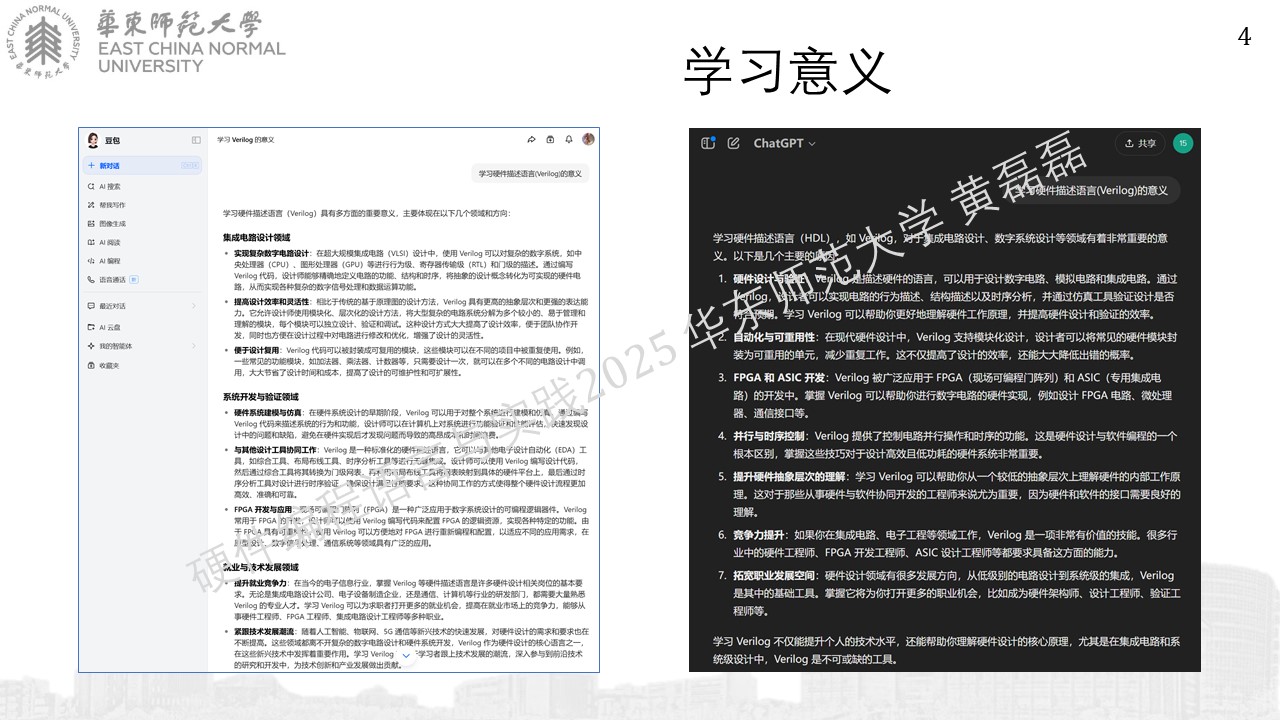 華東師範大學
EAST CHINA NORMAL
UNIVERSITY
4
学习意义
豆包
新对话
AI 搜索
帮我写作
图像生成
AI 阅读
AI 编程
语音通话
最近对话
AI 云盘
我的智能体
收藏夹
学习 Verilog 的意义
学习硬件描述语言(Verilog)的意义
学习硬件描述语言（Verilog）具有多方面的重要意义，主要体现在以下几个领域和方向：
集成电路设计领域
实现复杂数字电路设计：在超大规模集成电路（VLSI）设计中，使用 Verilog 可以对复杂的数字系统，如中
央处理器（CPU）、图形处理器（GPU）等进行行为级、寄存器传输级（RTL）和门级的描述。通过编写
Verilog 代码，设计师能够精确地定义电路的功能、结构和时序，将抽象的设计概念转化为可实现的硬件电
路，从而实现各种复杂的数字信号处理和数据运算功能。
提高设计效率和灵活性：相比于传统的基于原理图的设计方法，Verilog 具有更高的抽象层次和更强的表达能
力。它允许设计师使用模块化、层次化的设计方法，将大型复杂的电路系统分解为多个较小的、易于管理和
理解的模块，每个模块可以独立设计、验证和调试。这种设计方式大大提高了设计效率，便于团队协作开
发，同时也方便在设计过程中对电路进行修改和优化，增强了设计的灵活性。
便于设计复用：Verilog 代码可以被封装成可复用的模块，这些模块可以在不同的项目中被重复使用。例如，
一些常见的功能模块，如加法器、乘法器、计数器等，只需要设计一次，就可以在多个不同的电路设计中调
用，大大节省了设计时间和成本，提高了设计的可维护性和可扩展性。
系统开发与验证领域
硬件系统建模与仿真：在硬件系统设计的早期阶段，Verilog 可以用于对整个系统进行建模和仿真。通过编写
Verilog 代码来描述系统的行为和功能，设计师可以在计算机上对系统进行功能验证和性能评估，快速发现设
计中的问题和缺陷，避免在硬件实现后才发现问题而导致的高昂成本和时间浪费。
与其他设计工具协同工作：Verilog 是一种标准化的硬件描述语言，它可以与其他电子设计自动化（EDA）工
具，如综合工具、布局布线工具、时序分析工具等进行无缝集成。设计师可以使用 Verilog 编写设计代码，
然后通过综合工具将其转换为门级网表，再利用布局布线工具将网表映射到具体的硬件平台上，最后通过时
序分析工具对设计进行时序验证，确保设计满足性能要求。这种协同工作的方式使得整个硬件设计流程更加
高效、准确和可靠。
FPGA 开发与应用：现场可编程门阵列（FPGA）是一种广泛应用于数字系统设计的可编程逻辑器件。Verilog
常用于 FPGA 的开发，设计师可以使用 Verilog 编写代码来配置 FPGA 的逻辑资源，实现各种特定的功能。由
于 FPGA 具有可重构性，使用 Verilog 可以方便地对 FPGA 进行重新编程和配置，以适应不同的应用需求，在
原型设计、数字信号处理、通信系统等领域具有广泛的应用。
就业与技术发展领域
提升就业竞争力：在当今的电子信息行业，掌握 Verilog 等硬件描述语言是许多硬件设计相关岗位的基本要
求。无论是集成电路设计公司、电子设备制造企业，还是通信、计算机等行业的研发部门，都需要大量熟悉
Verilog 的专业人才。学习 Verilog 可以为求职者打开更多的就业机会，提高在就业市场上的竞争力，能够从
事硬件工程师、FPGA 工程师、集成电路设计工程师等多种职业。
紧跟技术发展潮流：随着人工智能、物联网、5G 通信等新兴技术的快速发展，对硬件设计的需求和要求也在
不断提高。这些领域都离不开复杂的数字电路设计和硬件系统开发，Verilog 作为硬件设计的核心语言之一，
在这些新兴技术中发挥着重要作用。学习 Verilog 于学习者跟上技术发展的潮流，深入参与到前沿技术
的研究和开发中，为技术创新和产业发展做出贡献。
ChatGPT
共享
15
学习硬件描述语言(Verilog)的意义
学习硬件描述语言（HDL），如 Verilog，对于集成电路设计、数字系统设计等领域有着非常重要的意
义。以下是几个主要的原因：
1. 硬件设计与验证：Verilog 是描述硬件的语言，可以用于设计数字电路、模拟电路和集成电路。通过
Verilog，设计者可以实现电路的行为描述、结构描述以及时序分析，并通过仿真工具验证设计是否
符合预期。学习 Verilog 可以帮助你更好地理解硬件工作原理，并提高硬件设计和验证的效率。
2. 自动化与可重用性：在现代硬件设计中，Verilog 支持模块化设计，设计者可以将常见的硬件模块封
装为可重用的单元，减少重复工作。这不仅提高了设计的效率，还能大大降低出错的概率。
3. FPGA 和 ASIC 开发：Verilog 被广泛应用于 FPGA（现场可编程门阵列）和 ASIC（专用集成电
路）的开发中。掌握 Verilog 可以帮助你进行数字电路的硬件实现，例如设计 FPGA 电路、微处理
器、通信接口等。
4. 并行与时序控制：Verilog 提供了控制电路并行操作和时序的功能。这是硬件设计与软件编程的一个
根本区别，掌握这些技巧对于设计高效且低功耗的硬件系统非常重要。
5. 提升硬件抽象层次的理解：学习 Verilog 可以帮助你从一个较低的抽象层次上理解硬件的内部工作原
理。这对于那些从事硬件与软件协同开发的工程师来说尤为重要，因为硬件和软件的接口需要良好的
理解。
6. 竞争力提升：如果你在集成电路、电子工程等领域工作，Verilog 是一项非常有价值的技能。很多行
业中的硬件工程师、FPGA 开发工程师、ASIC 设计工程师等都要求具备这方面的能力。
7. 拓宽职业发展空间：硬件设计领域有很多发展方向，从低级别的电路设计到系统级的集成，Verilog
是其中的基础工具。掌握它将为你打开更多的职业机会，比如成为硬件架构师、设计工程师、验证工
程师等。
学习 Verilog 不仅能提升个人的技术水平，还能帮助你理解硬件设计的核心原理，尤其是在集成电路和系
统级设计中，Verilog 是不可或缺的工具。
硬件编程语言与实践2025 华东师范大学 黄磊磊